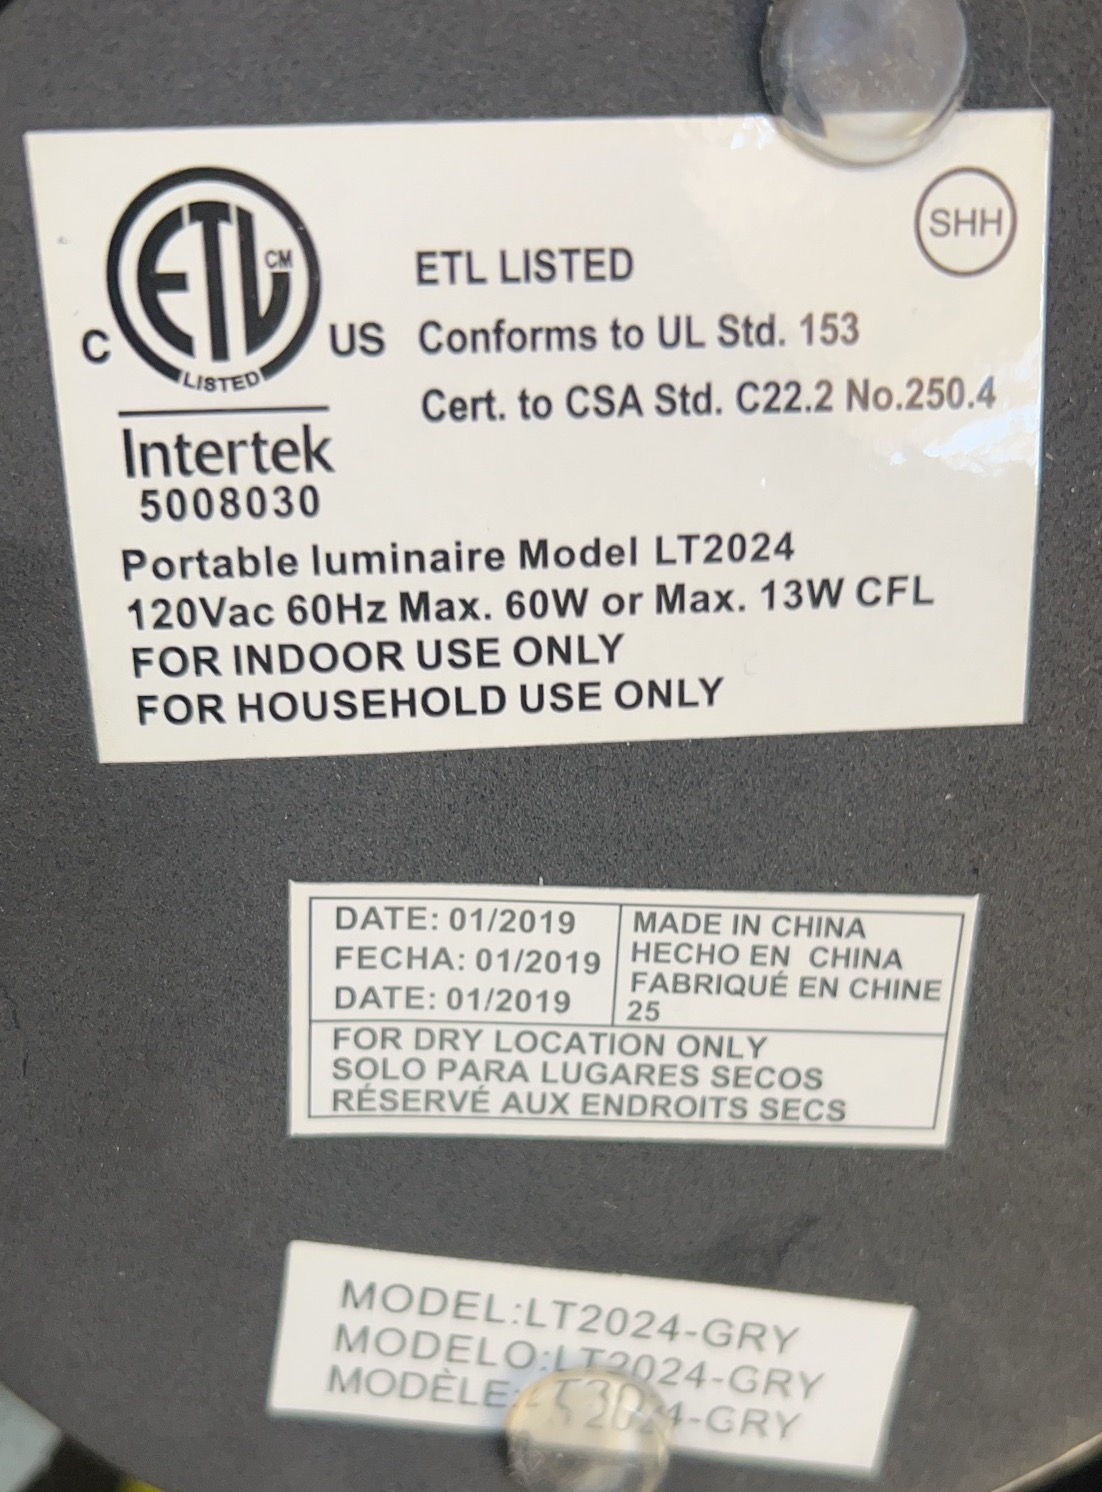 SHH
ETL CM
LISTED
C US
ETL LISTED
Conforms to UL Std. 153
Cert. to CSA Std. C22.2 No.250.4
Intertek
5008030
Portable luminaire Model LT2024
120Vac 60Hz Max. 60W or Max. 13W CFL
FOR INDOOR USE ONLY
FOR HOUSEHOLD USE ONLY
DATE: 01/2019
FECHA: 01/2019
DATE: 01/2019
MADE IN CHINA
HECHO EN CHINA
FABRIQUÉ EN CHINE
25
FOR DRY LOCATION ONLY
SOLO PARA LUGARES SECOS
RÉSERVÉ AUX ENDROITS SECS
MODEL:LT2024-GRY
MODELO:LT2024-GRY
MODÈLE: